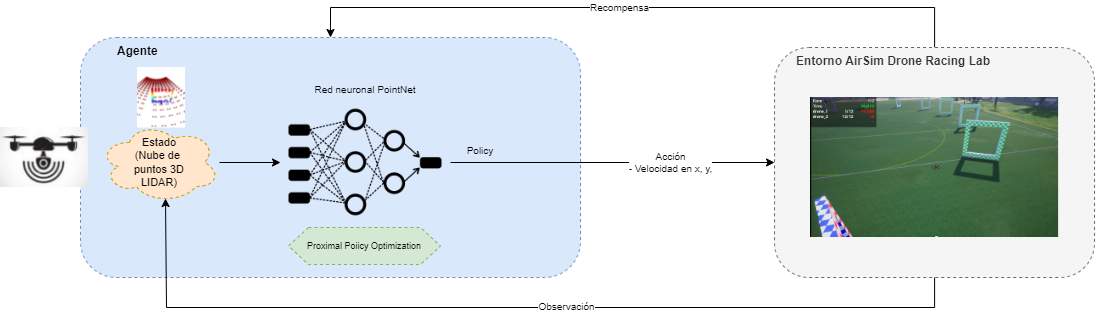 Recompensa
Agente
Entorno AirSim Drone Racing Lab
Red neuronal PointNet
Estado
(Nube de
puntos 3D
LIDAR)
Policy
Acción
- Velocidad en x, y,
Proximal Policy Optimization
Observación